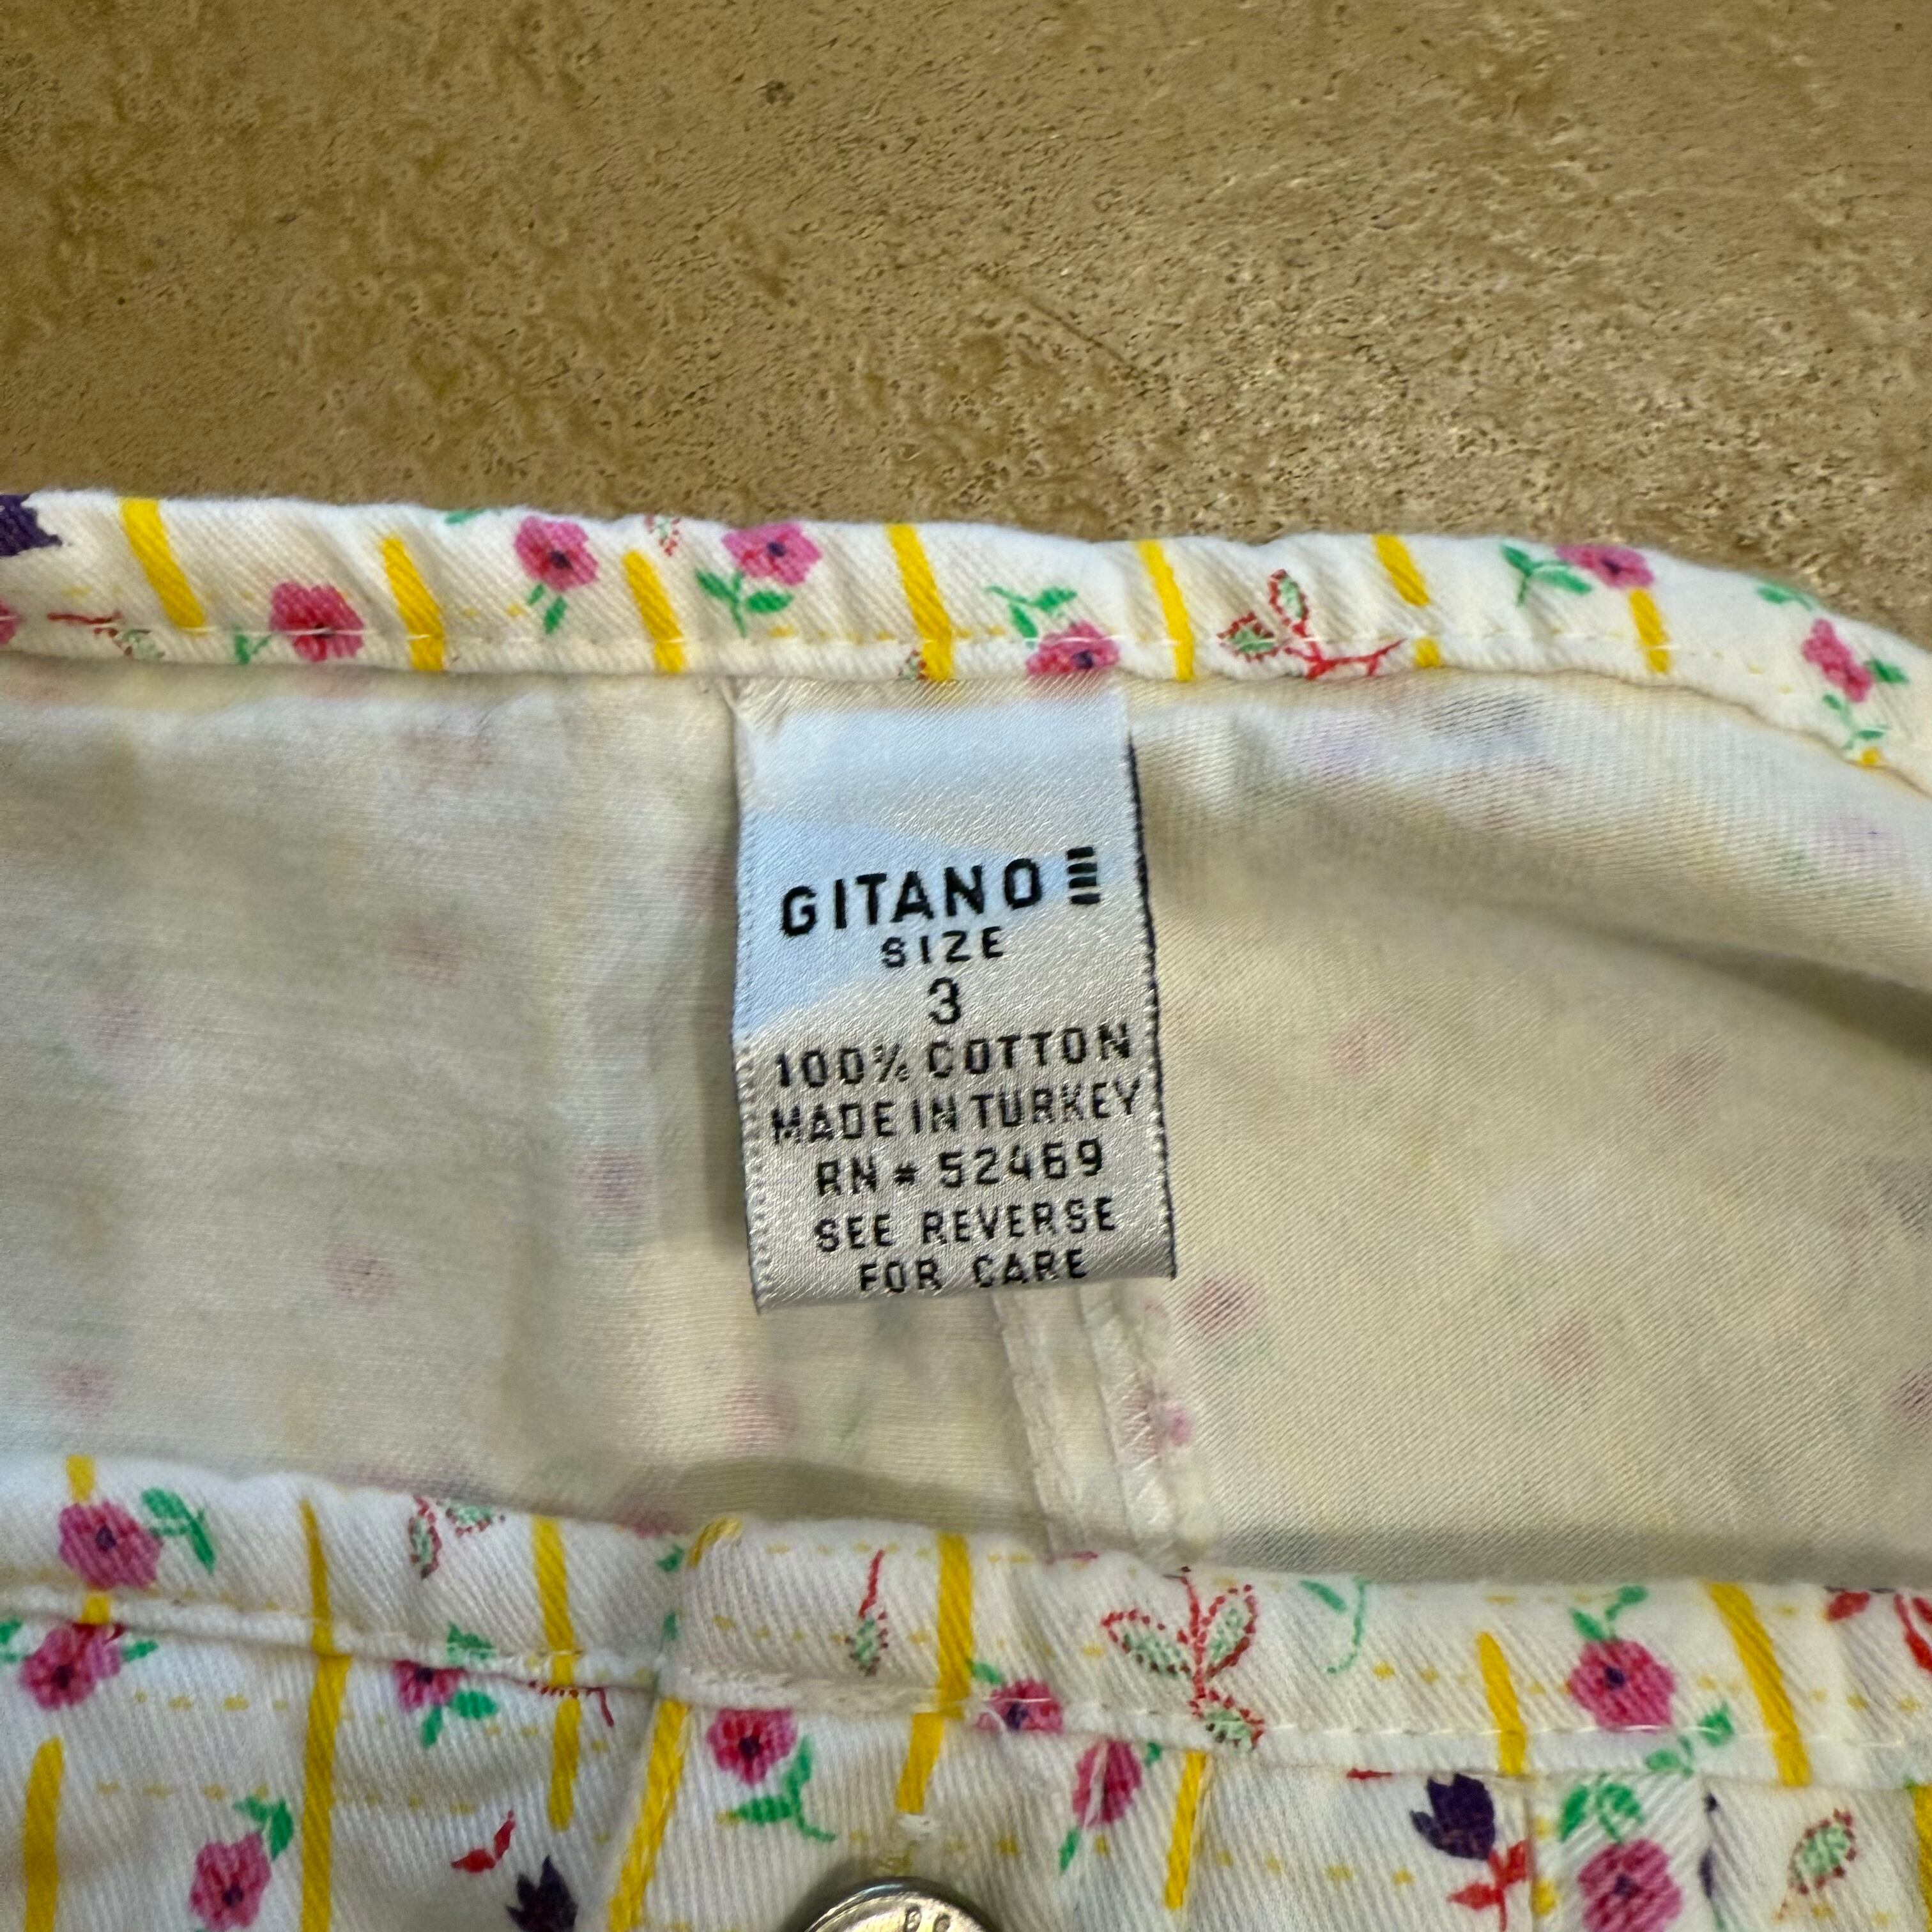 GITANO
SIZE
3
100% COTTON
MADE IN TURKEY
RN # 52469
SEE REVERSE
FOR CARE